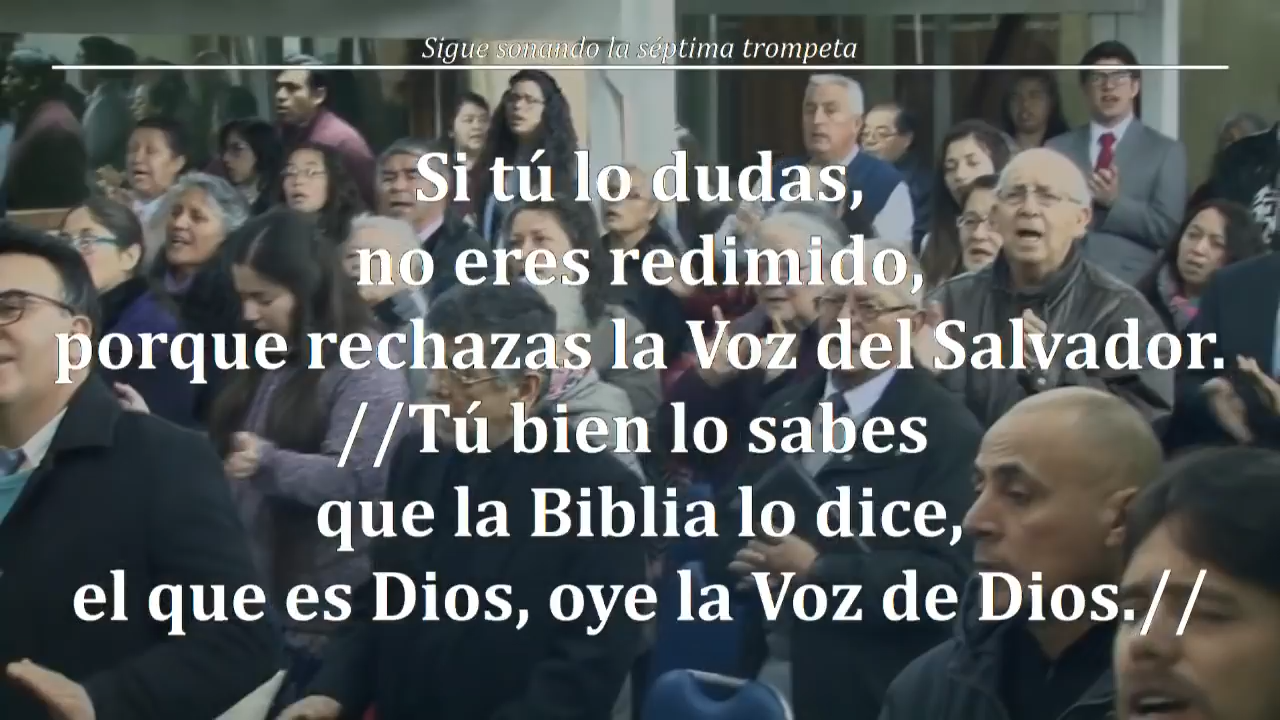 Sigue sonando la séptima trompeta
Si tú lo dudas,
no eres redimido,
porque rechazas la Voz del Salvador.
//Tú bien lo sabes
que la Biblia lo dice,
el que es Dios, oye la Voz de Dios.//